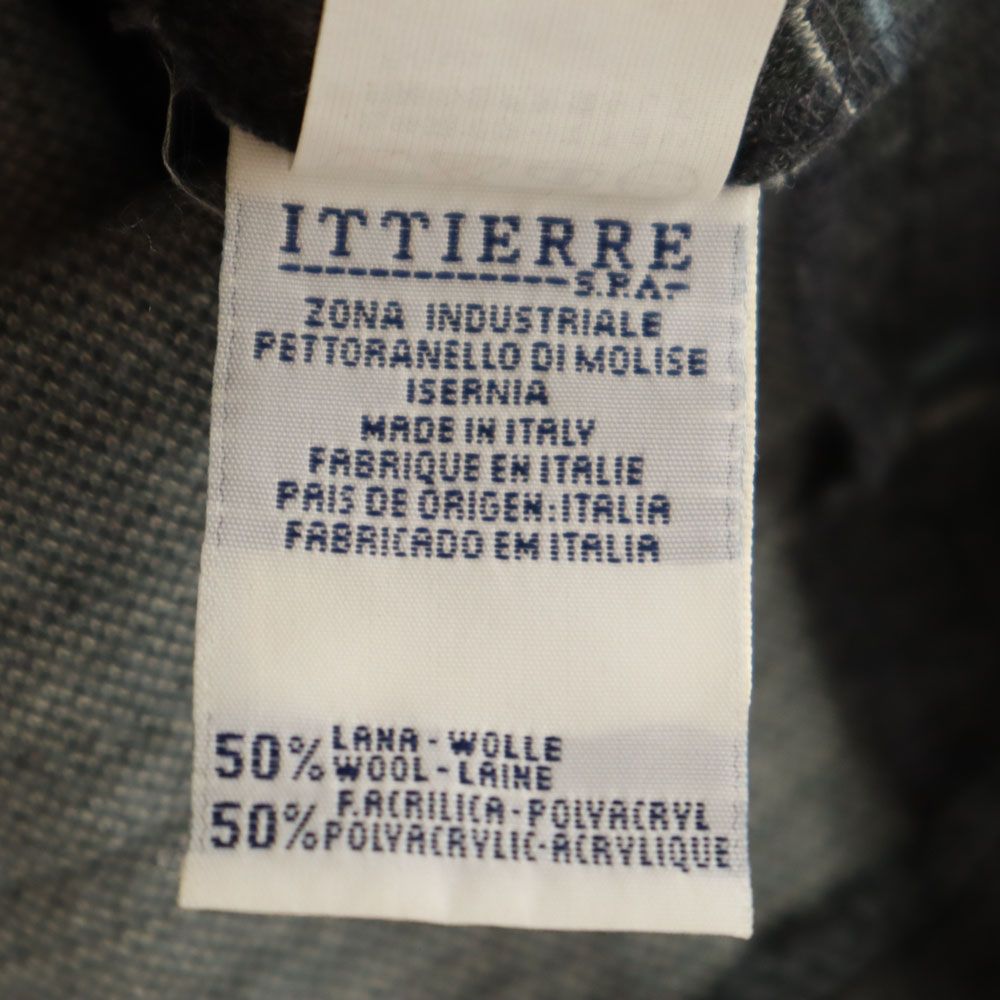 ITTIERRE
S.P.A.
ZONA INDUSTRIALE
PETTORANELLO DI MOLISE
ISERNIA
MADE IN ITALY
FABRIQUE EN ITALIE
PAIS DE ORIGEN:ITALIA
FABRICADO EM ITALIA
50% LANA - WOLLE
WOOL - LAINE
50% F.ACRILICA - POLYACRYL
POLYACRYLIC-ACRYLIQUE